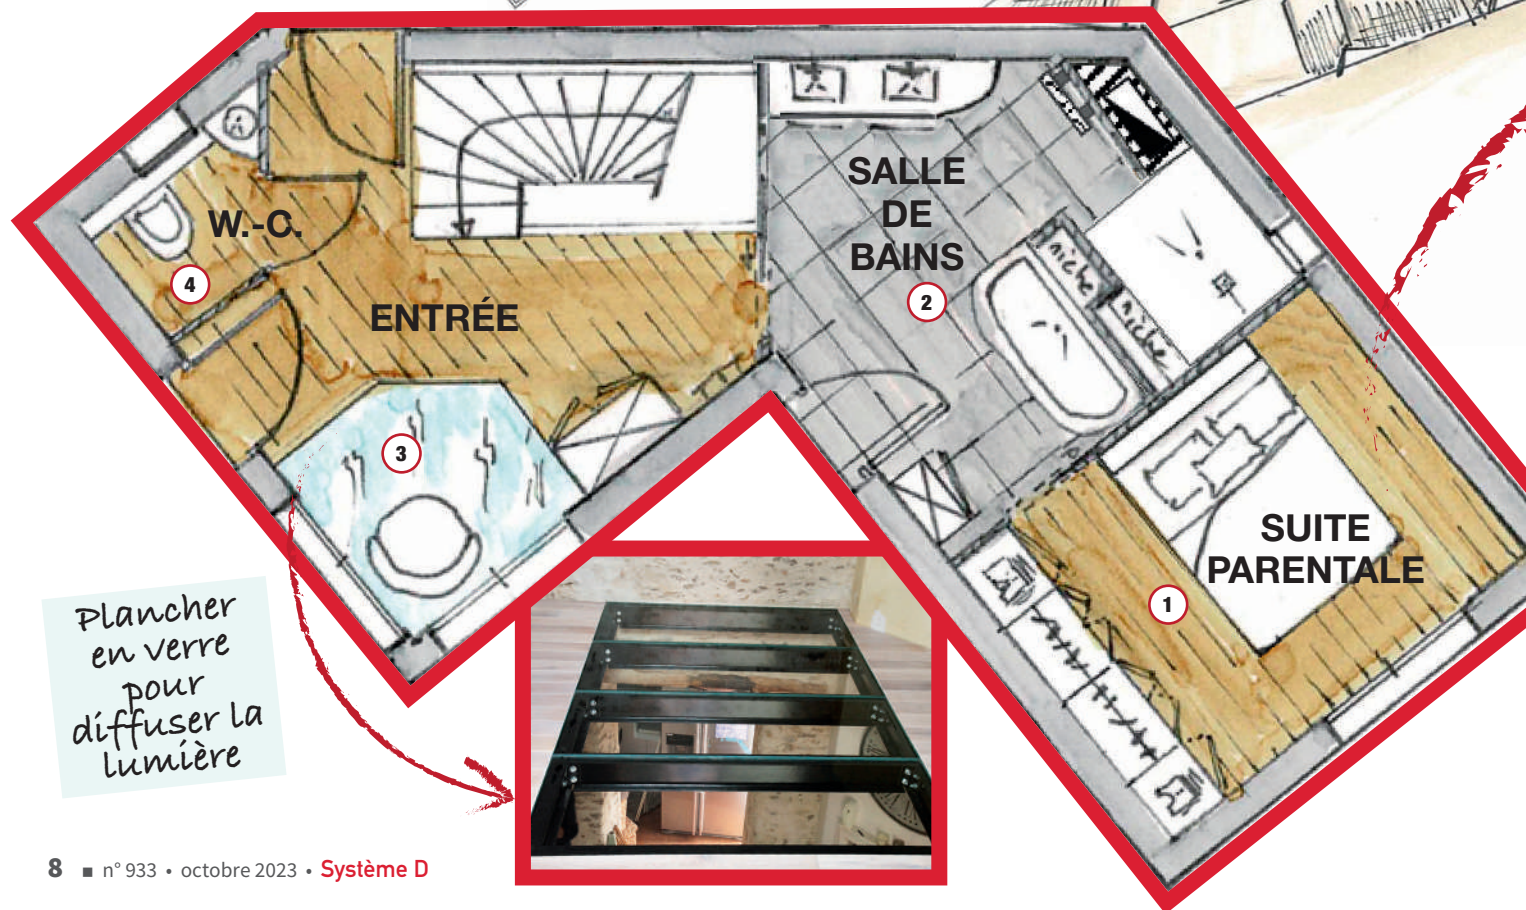 W.-C.
4
ENTRÉE
3
SALLE
DE
BAINS
2
niche
niche
SUITE
PARENTALE
1
Plancher
en verre
pour
diffuser la
lumière
8 ■ n° 933 • octobre 2023 • Système D